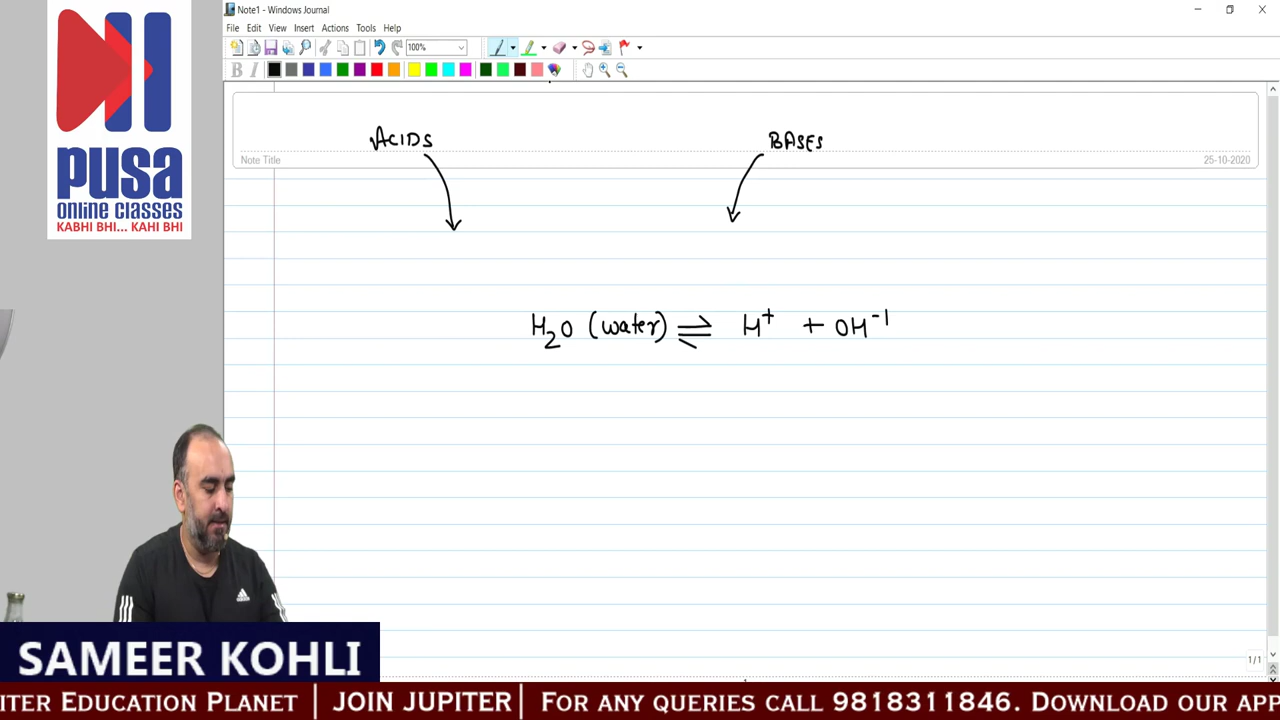 Note1 - Windows Journal
File Edit View Insert Actions Tools Help
100%
B I
PUSA
ONLINE CLASSES
KABHI BHI... KAHI BHI
ACIDS
BASES
Note Title
25-10-2020
H2O (water) ⇌ H+ + OH-1
adidas
1/1
SAMEER KOHLI
ITER EDUCATION PLANET | JOIN JUPITER| FOR ANY QUERIES CALL 9818311846. DOWNLOAD OUR APP